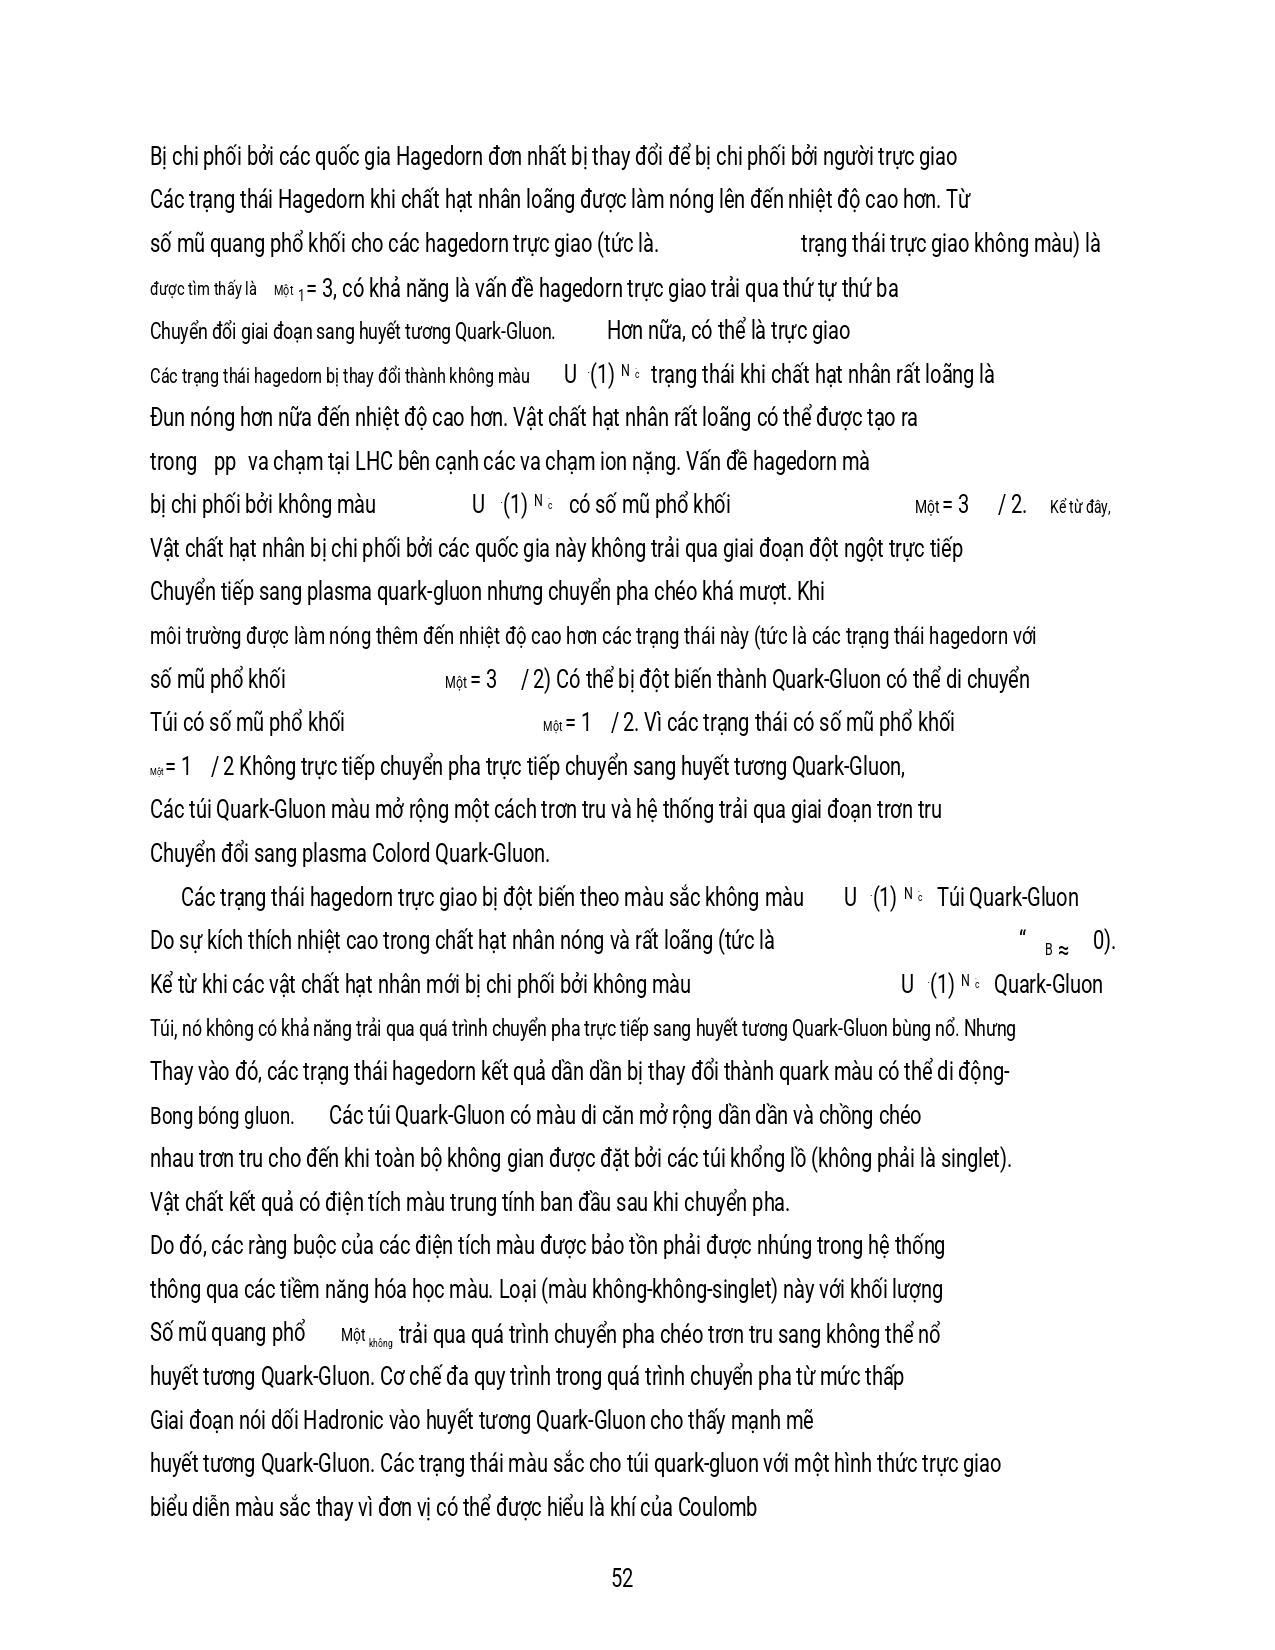 Bị chi phối bởi các quốc gia Hagedorn đơn nhất bị thay đổi để bị chi phối bởi người trực giao
Các trạng thái Hagedorn khi chất hạt nhân loãng được làm nóng lên đến nhiệt độ cao hơn. Từ
số mũ quang phổ khối cho các hagedorn trực giao (tức là. trạng thái trực giao không màu) là
được tìm thấy là Một 1 = 3, có khả năng là vấn đề hagedorn trực giao trải qua thứ tự thứ ba
Chuyển đổi giai đoạn sang huyết tương Quark-Gluon. Hơn nữa, có thể là trực giao
Các trạng thái hagedorn bị thay đổi thành không màu U (1) N c trạng thái khi chất hạt nhân rất loãng là
Đun nóng hơn nữa đến nhiệt độ cao hơn. Vật chất hạt nhân rất loãng có thể được tạo ra
trong pp va chạm tại LHC bên cạnh các va chạm ion nặng. Vấn đề hagedorn mà
bị chi phối bởi không màu U (1) N c có số mũ phổ khối Một = 3 / 2. Kể từ đây,
Vật chất hạt nhân bị chi phối bởi các quốc gia này không trải qua giai đoạn đột ngột trực tiếp
Chuyển tiếp sang plasma quark-gluon nhưng chuyển pha chéo khá mượt. Khi
môi trường được làm nóng thêm đến nhiệt độ cao hơn các trạng thái này (tức là các trạng thái hagedorn với
số mũ phổ khối Một = 3 / 2) Có thể bị đột biến thành Quark-Gluon có thể di chuyển
Túi có số mũ phổ khối Một = 1 / 2. Vì các trạng thái có số mũ phổ khối
Một = 1 / 2 Không trực tiếp chuyển pha trực tiếp chuyển sang huyết tương Quark-Gluon,
Các túi Quark-Gluon màu mở rộng một cách trơn tru và hệ thống trải qua giai đoạn trơn tru
Chuyển đổi sang plasma Colord Quark-Gluon.
Các trạng thái hagedorn trực giao bị đột biến theo màu sắc không màu U (1) N c Túi Quark-Gluon
Do sự kích thích nhiệt cao trong chất hạt nhân nóng và rất loãng (tức là “ B ≈ 0).
Kể từ khi các vật chất hạt nhân mới bị chi phối bởi không màu U (1) N c Quark-Gluon
Túi, nó không có khả năng trải qua quá trình chuyển pha trực tiếp sang huyết tương Quark-Gluon bùng nổ. Nhưng
Thay vào đó, các trạng thái hagedorn kết quả dần dần bị thay đổi thành quark màu có thể di động-
Bong bóng gluon. Các túi Quark-Gluon có màu di căn mở rộng dần dần và chồng chéo
nhau trơn tru cho đến khi toàn bộ không gian được đặt bởi các túi khổng lồ (không phải là singlet).
Vật chất kết quả có điện tích màu trung tính ban đầu sau khi chuyển pha.
Do đó, các ràng buộc của các điện tích màu được bảo tồn phải được nhúng trong hệ thống
thông qua các tiềm năng hóa học màu. Loại (màu không-không-singlet) này với khối lượng
Số mũ quang phổ Một không trải qua quá trình chuyển pha chéo trơn tru sang không thể nổ
huyết tương Quark-Gluon. Cơ chế đa quy trình trong quá trình chuyển pha từ mức thấp
Giai đoạn nói dối Hadronic vào huyết tương Quark-Gluon cho thấy mạnh mẽ
huyết tương Quark-Gluon. Các trạng thái màu sắc cho túi quark-gluon với một hình thức trực giao
biểu diễn màu sắc thay vì đơn vị có thể được hiểu là khí của Coulomb
52